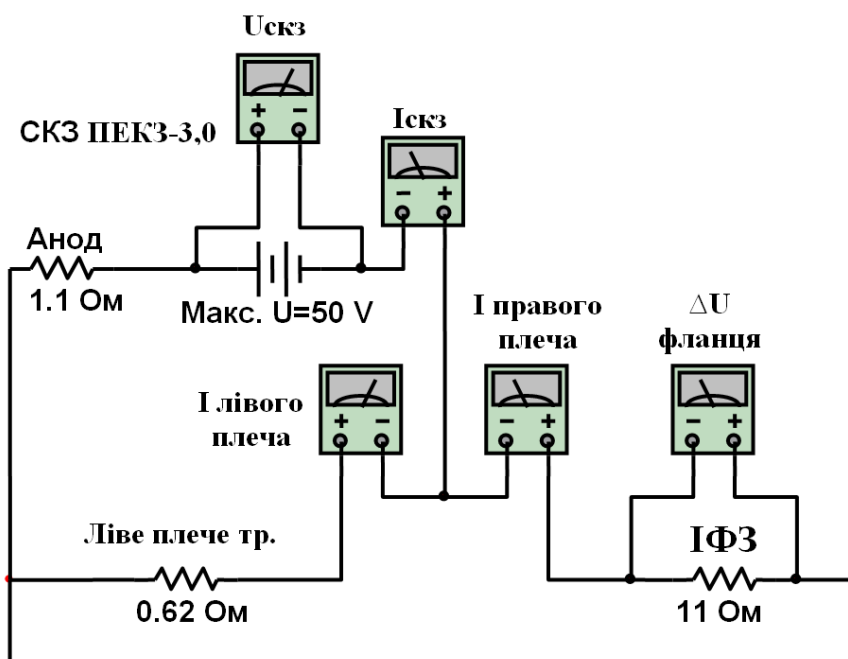 Uскз
СКЗ ПЕКЗ-3,0
+ −
Iскз
− +
Анод
1.1 Ом
Макс. U=50 V
I правого
плеча
∆U
фланця
I лівого
плеча
+ −
− +
− +
Ліве плече тр.
0.62 Ом
ІФЗ
11 Ом